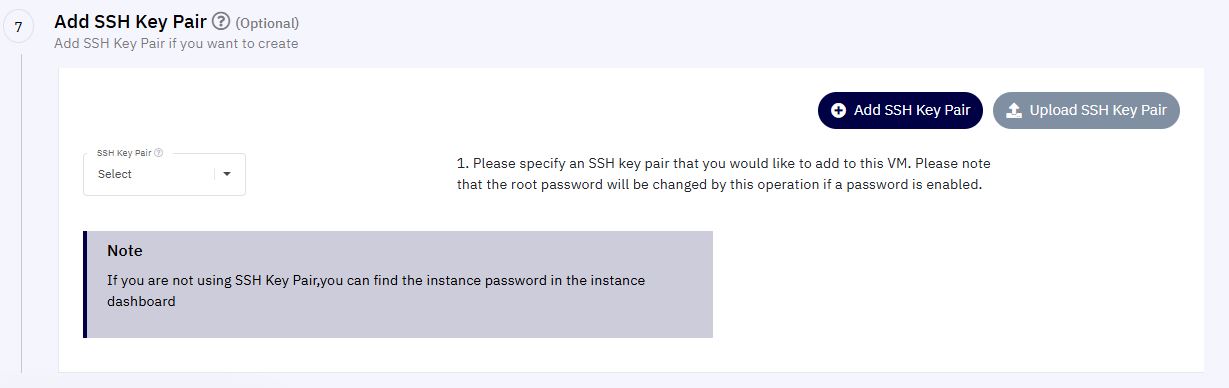 7
Add SSH Key Pair (Optional)
Add SSH Key Pair if you want to create
Add SSH Key Pair
Upload SSH Key Pair
SSH Key Pair
Select
1. Please specify an SSH key pair that you would like to add to this VM. Please note
that the root password will be changed by this operation if a password is enabled.
Note
If you are not using SSH Key Pair,you can find the instance password in the instance
dashboard